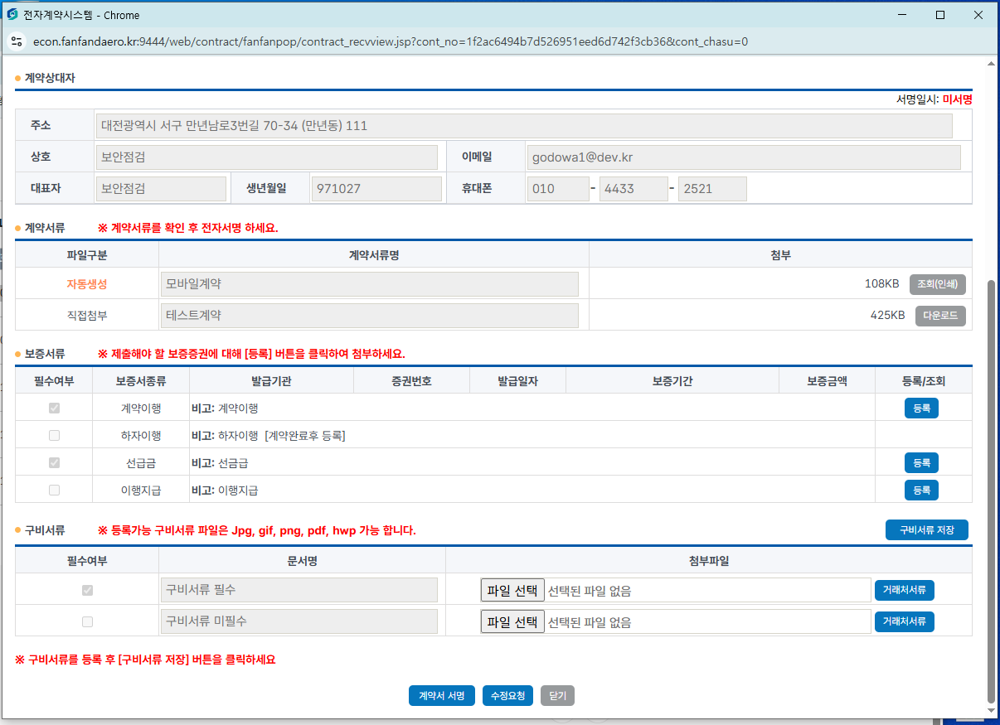 전자계약시스템 - Chrome
econ.fanfandaero.kr:9444/web/contract/fanfanpop/contract_recvview.jsp?cont_no=1f2ac6494b7d526951eed6d742f3cb36&cont_chasu=0
계약상대자
서명일시: 미서명
주소 대전광역시 서구 만년남로3번길 70-34 (만년동) 111
상호 보안점검 이메일 godowa1@dev.kr
대표자 보안점검 생년월일 971027 휴대폰 010 - 4433 - 2521
계약서류 ※ 계약서류를 확인 후 전자서명 하세요.
파일구분 계약서류명 첨부
자동생성 모바일계약 108KB 조회(인쇄)
직접첨부 테스트계약 425KB 다운로드
보증서류 ※ 제출해야 할 보증증권에 대해 [등록] 버튼을 클릭하여 첨부하세요.
필수여부 보증서종류 발급기관 증권번호 발급일자 보증기간 보증금액 등록/조회
계약이행 비고: 계약이행 등록
하자이행 비고: 하자이행 [계약완료후 등록]
선급금 비고: 선금급 등록
이행지급 비고: 이행지급 등록
구비서류 ※ 등록가능 구비서류 파일은 Jpg, gif, png, pdf, hwp 가능 합니다. 구비서류 저장
필수여부 문서명 첨부파일
구비서류 필수 파일 선택 선택된 파일 없음 거래처서류
구비서류 미필수 파일 선택 선택된 파일 없음 거래처서류
※ 구비서류를 등록 후 [구비서류 저장] 버튼을 클릭하세요
계약서 서명 수정요청 닫기